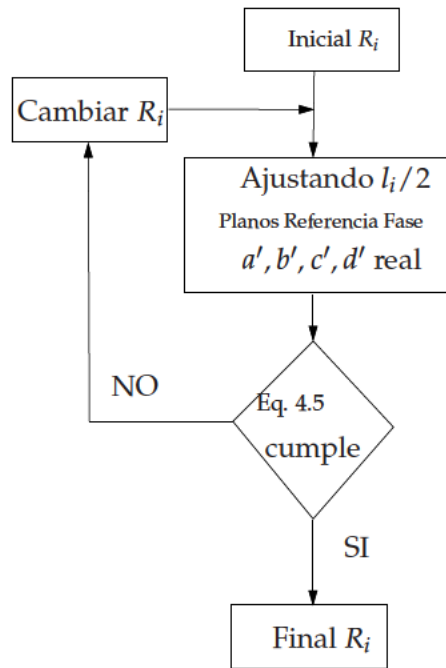 Inicial $R_i$
Cambiar $R_i$
Ajustando $l_i/2$
Planos Referencia Fase
$a', b', c', d'$ real
Eq. 4.5
cumple
NO
SI
Final $R_i$